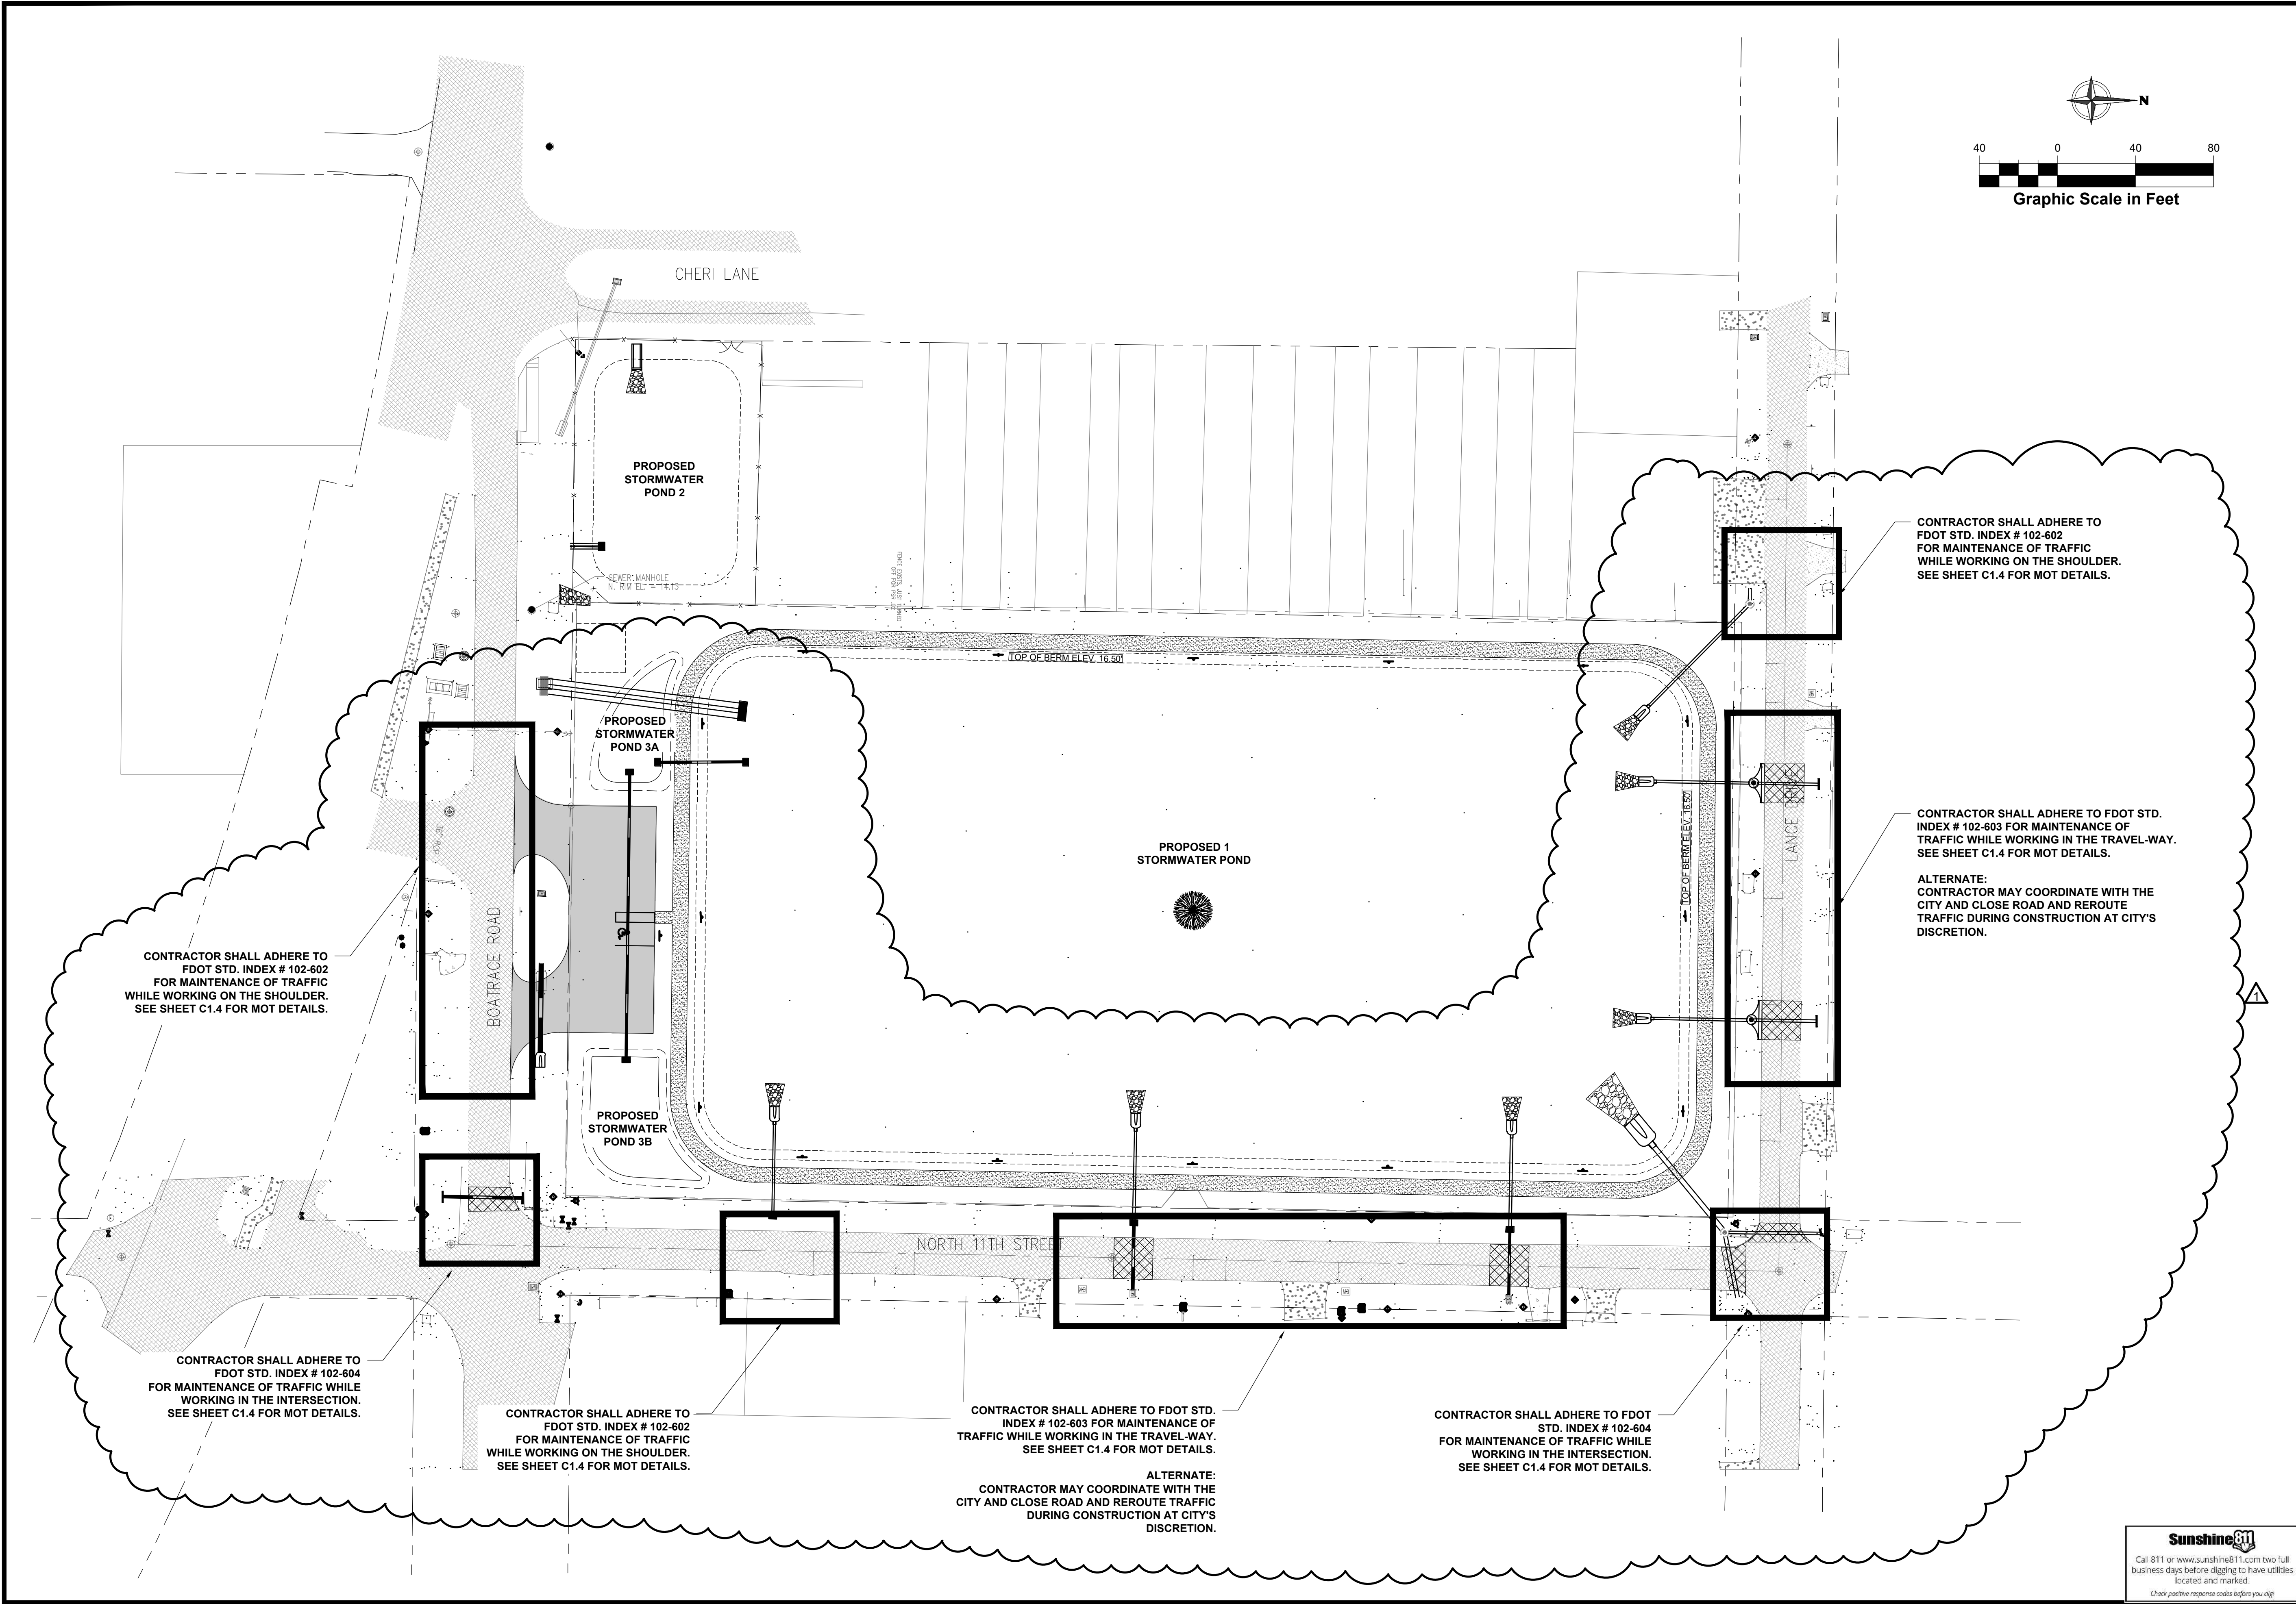 N
40 0 40 80
Graphic Scale in Feet
CHERI LANE
PROPOSED
STORMWATER
POND 2
SEWER MANHOLE
N. RIM EL = 14.13
TOP OF BERM ELEV. 16.50'
PROPOSED
STORMWATER
POND 3A
PROPOSED 1
STORMWATER POND
TOP OF BERM ELEV. 16.50'
LANCE DRIVE
BOATRACE ROAD
PROPOSED
STORMWATER
POND 3B
NORTH 11TH STREET
CONTRACTOR SHALL ADHERE TO
FDOT STD. INDEX # 102-602
FOR MAINTENANCE OF TRAFFIC
WHILE WORKING ON THE SHOULDER.
SEE SHEET C1.4 FOR MOT DETAILS.
CONTRACTOR SHALL ADHERE TO FDOT STD.
INDEX # 102-603 FOR MAINTENANCE OF
TRAFFIC WHILE WORKING IN THE TRAVEL-WAY.
SEE SHEET C1.4 FOR MOT DETAILS.
ALTERNATE:
CONTRACTOR MAY COORDINATE WITH THE
CITY AND CLOSE ROAD AND REROUTE
TRAFFIC DURING CONSTRUCTION AT CITY'S
DISCRETION.
1
CONTRACTOR SHALL ADHERE TO
FDOT STD. INDEX # 102-602
FOR MAINTENANCE OF TRAFFIC
WHILE WORKING ON THE SHOULDER.
SEE SHEET C1.4 FOR MOT DETAILS.
CONTRACTOR SHALL ADHERE TO
FDOT STD. INDEX # 102-604
FOR MAINTENANCE OF TRAFFIC WHILE
WORKING IN THE INTERSECTION.
SEE SHEET C1.4 FOR MOT DETAILS.
CONTRACTOR SHALL ADHERE TO
FDOT STD. INDEX # 102-602
FOR MAINTENANCE OF TRAFFIC
WHILE WORKING ON THE SHOULDER.
SEE SHEET C1.4 FOR MOT DETAILS.
CONTRACTOR SHALL ADHERE TO FDOT STD.
INDEX # 102-603 FOR MAINTENANCE OF
TRAFFIC WHILE WORKING IN THE TRAVEL-WAY.
SEE SHEET C1.4 FOR MOT DETAILS.
ALTERNATE:
CONTRACTOR MAY COORDINATE WITH THE
CITY AND CLOSE ROAD AND REROUTE TRAFFIC
DURING CONSTRUCTION AT CITY'S
DISCRETION.
CONTRACTOR SHALL ADHERE TO FDOT
STD. INDEX # 102-604
FOR MAINTENANCE OF TRAFFIC WHILE
WORKING IN THE INTERSECTION.
SEE SHEET C1.4 FOR MOT DETAILS.
Sunshine 811
Call 811 or www.sunshine811.com two full
business days before digging to have utilities
located and marked.
Check positive response codes before you dig!